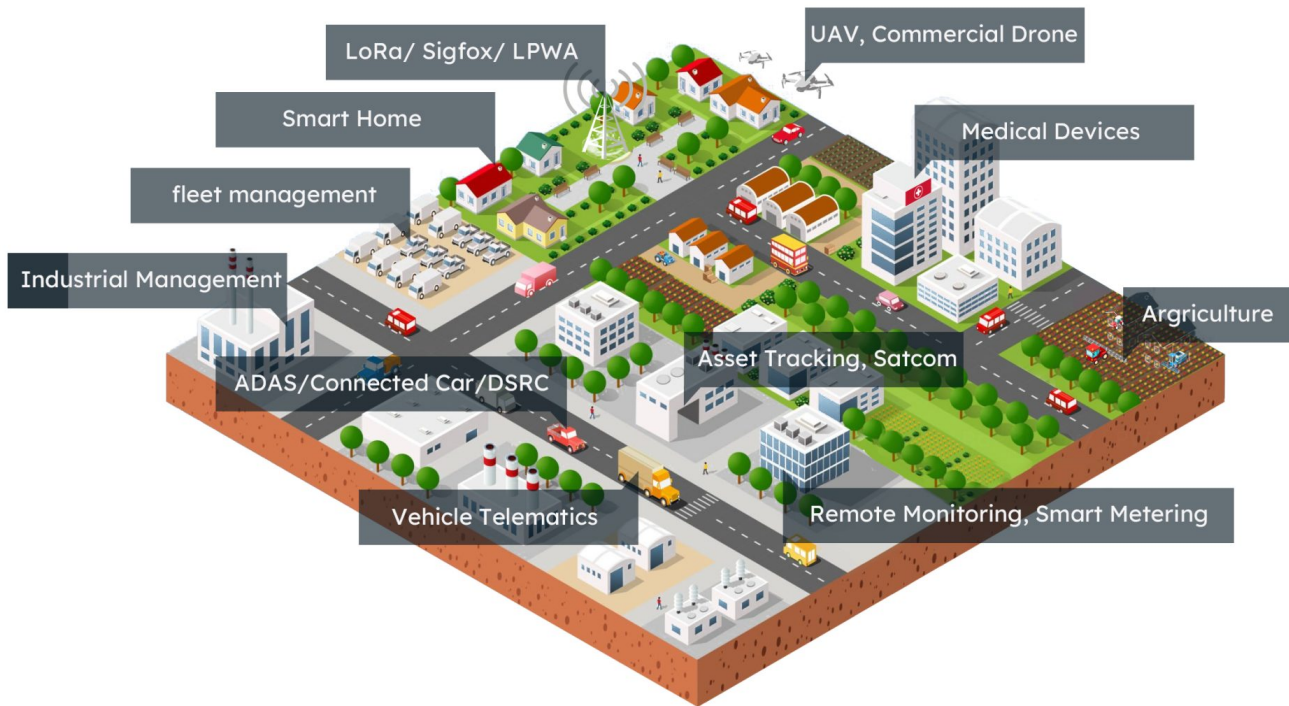 UAV, Commercial Drone
LoRa/ Sigfox/ LPWA
Smart Home
Medical Devices
fleet management
Industrial Management
Argriculture
Asset Tracking, Satcom
ADAS/Connected Car/DSRC
Vehicle Telematics
Remote Monitoring, Smart Metering